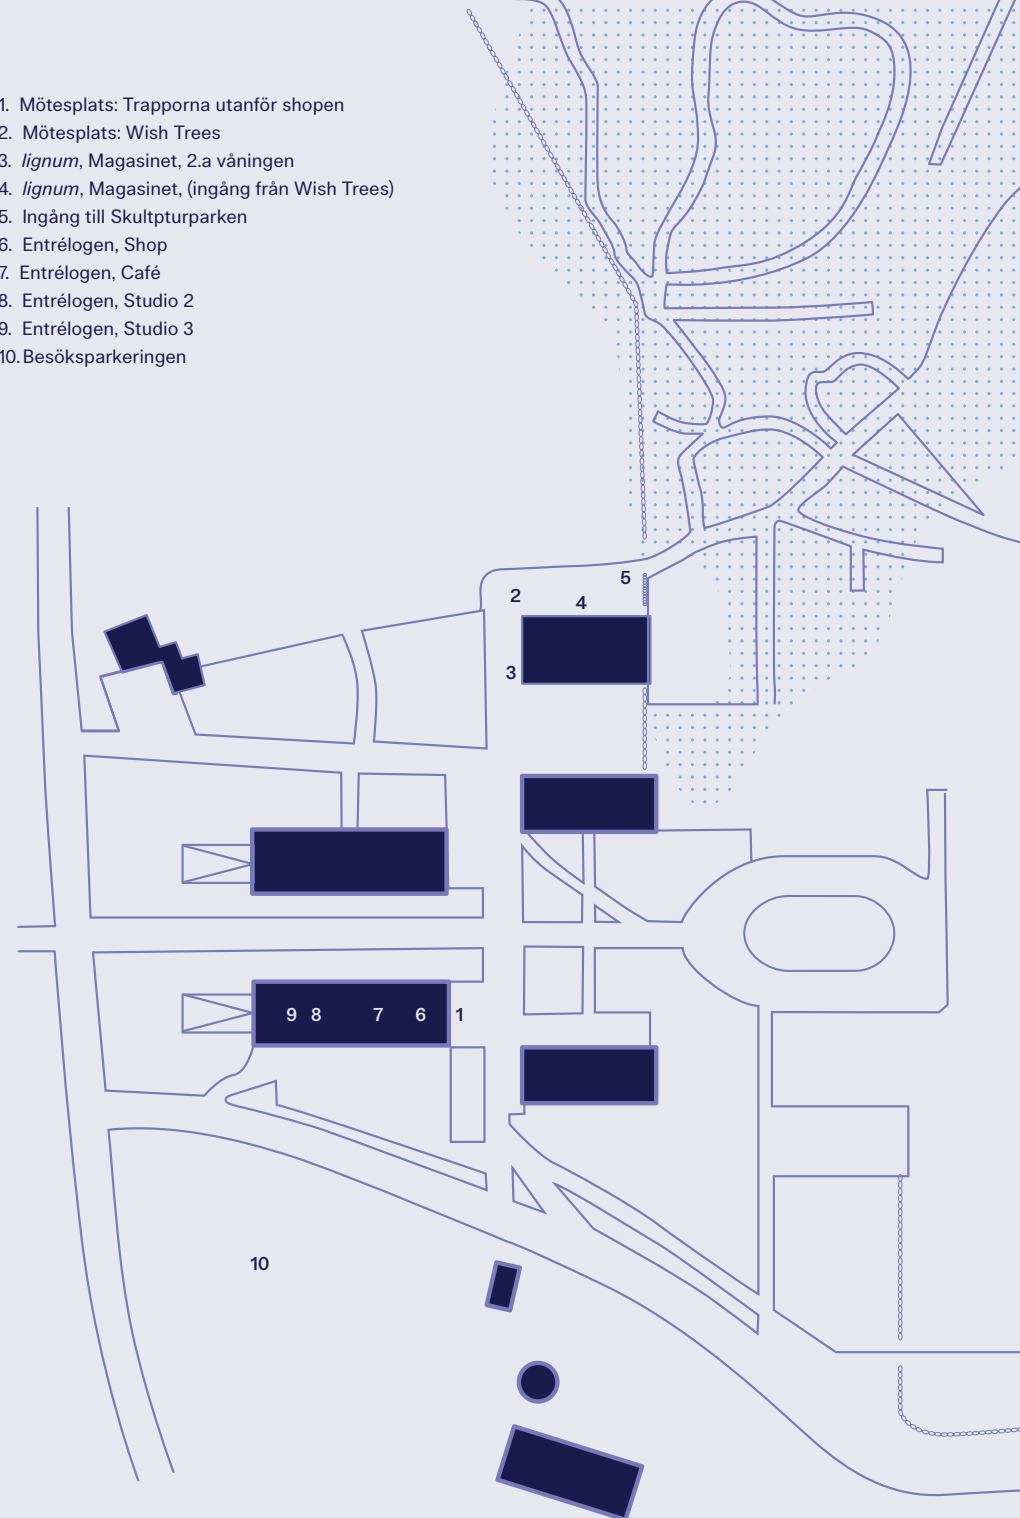 1. Mötesplats: Trapporna utanför shopen
2. Mötesplats: Wish Trees
3. lignum, Magasinet, 2.a våningen
4. lignum, Magasinet, (ingång från Wish Trees)
5. Ingång till Skultpturparken
6. Entrélogen, Shop
7. Entrélogen, Café
8. Entrélogen, Studio 2
9. Entrélogen, Studio 3
10. Besöksparkeringen
5
2
4
3
9 8 7 6 1
10